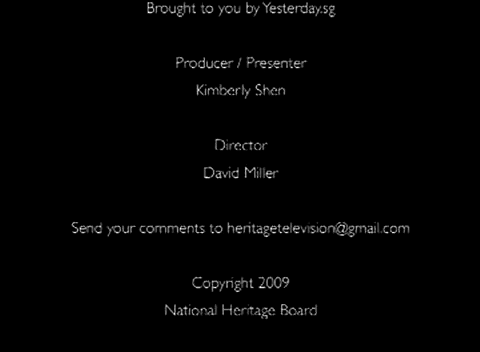 Brought to you by Yesterday.sg
Producer / Presenter
Kimberly Shen
Director
David Miller
Send your comments to heritagetelevision@gmail.com
Copyright 2009
National Heritage Board